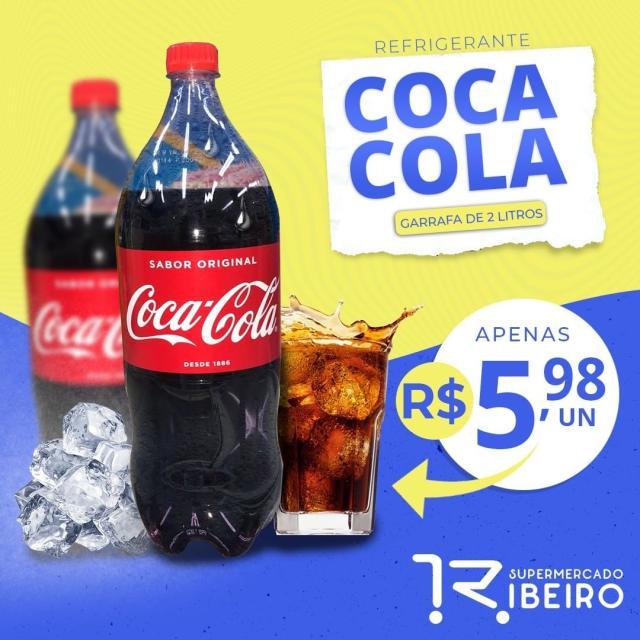 REFRIGERANTE
COCA
COLA
GARRAFA DE 2 LITROS
SABOR ORIGINAL
Coca-Cola
DESDE 1886
APENAS
R$ 5,98
UN
SUPERMERCADO
RIBEIRO